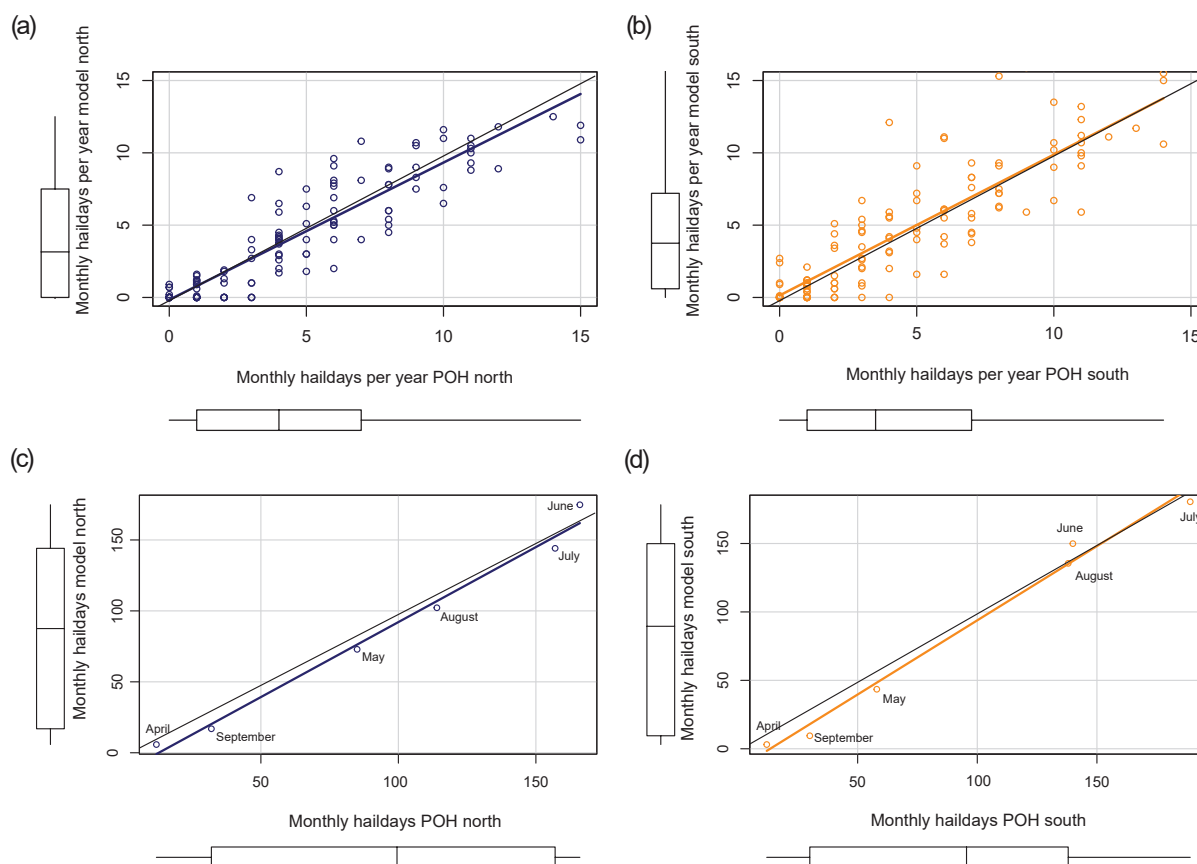 (a)
Monthly haildays per year model north
0 5 10 15
0 5 10 15
Monthly haildays per year POH north
(b)
Monthly haildays per year model south
0 5 10 15
0 5 10 15
Monthly haildays per year POH south
(c)
Monthly haildays model north
0 50 100 150
June
July
August
May
April
September
50 100 150
Monthly haildays POH north
(d)
Monthly haildays model south
0 50 100 150
July
June
August
May
April
September
50 100 150
Monthly haildays POH south